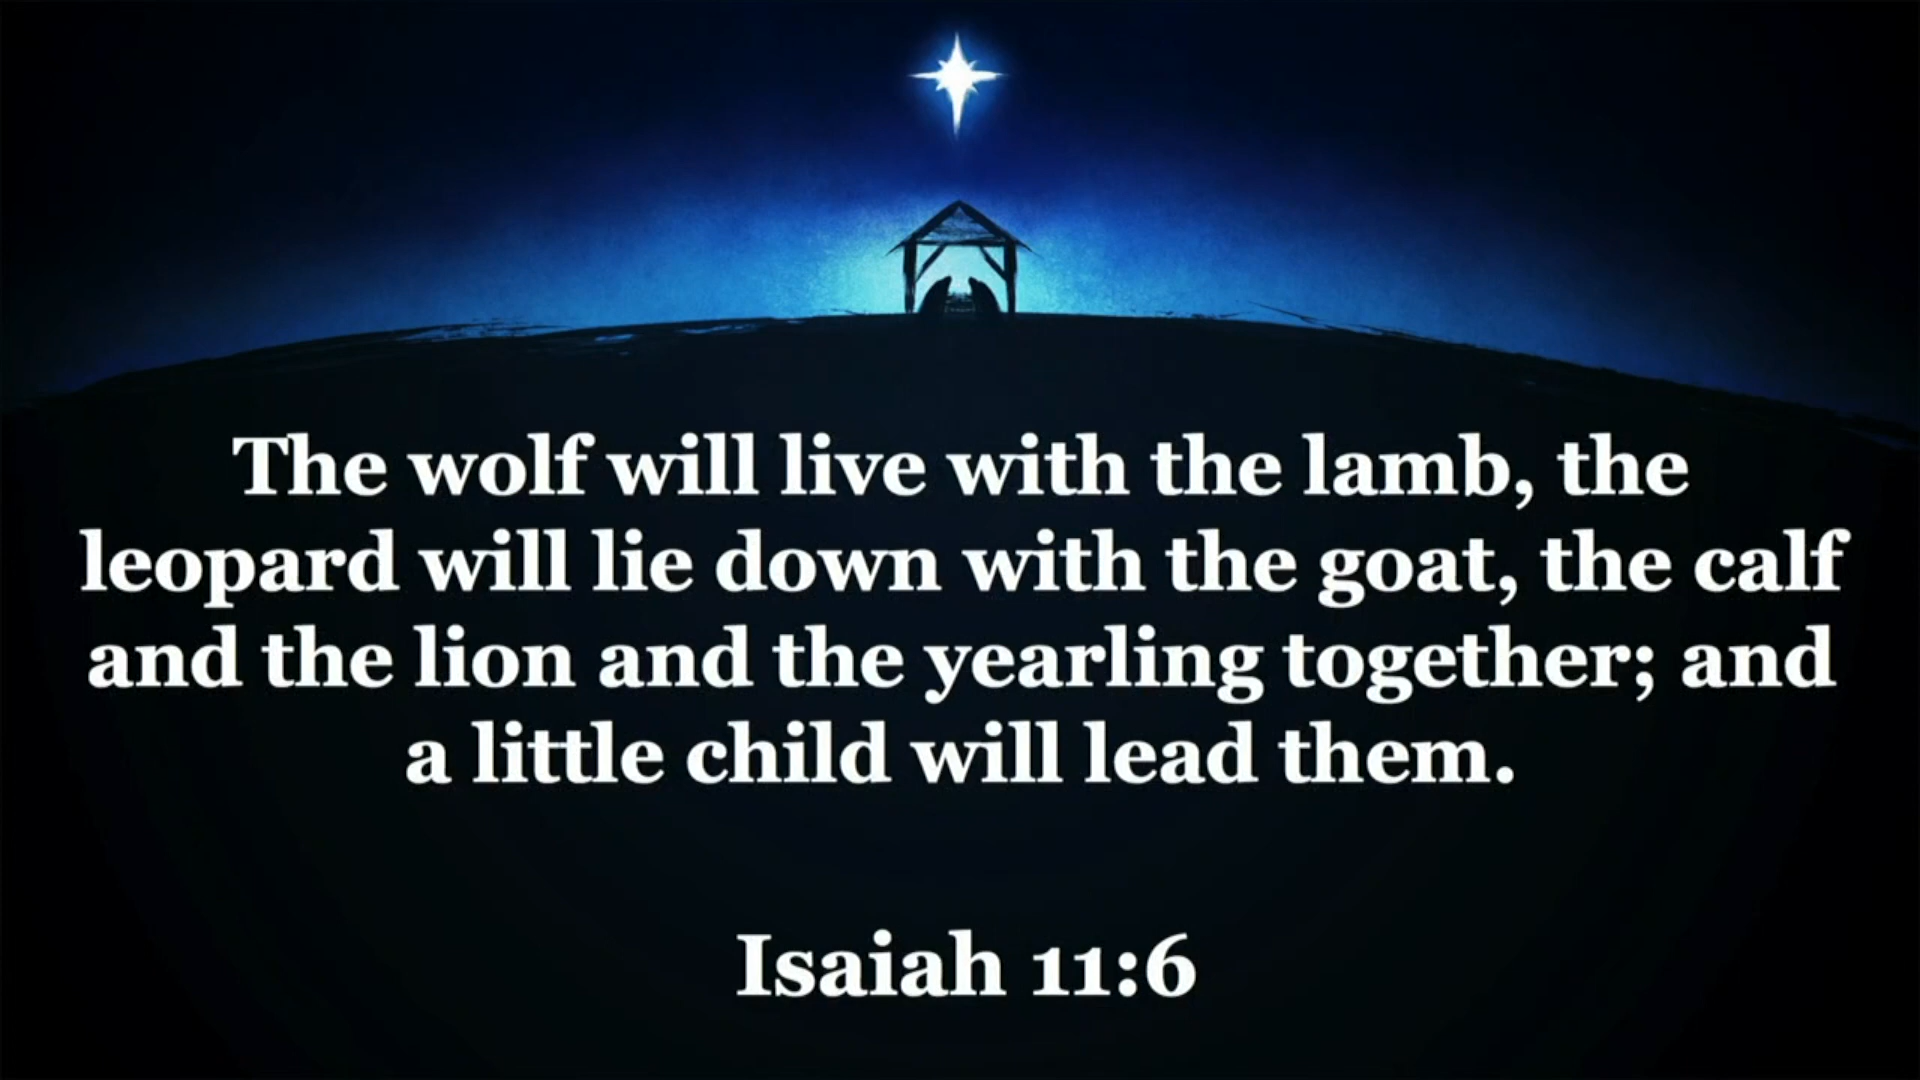 The wolf will live with the lamb, the
leopard will lie down with the goat, the calf
and the lion and the yearling together; and
a little child will lead them.
Isaiah 11:6